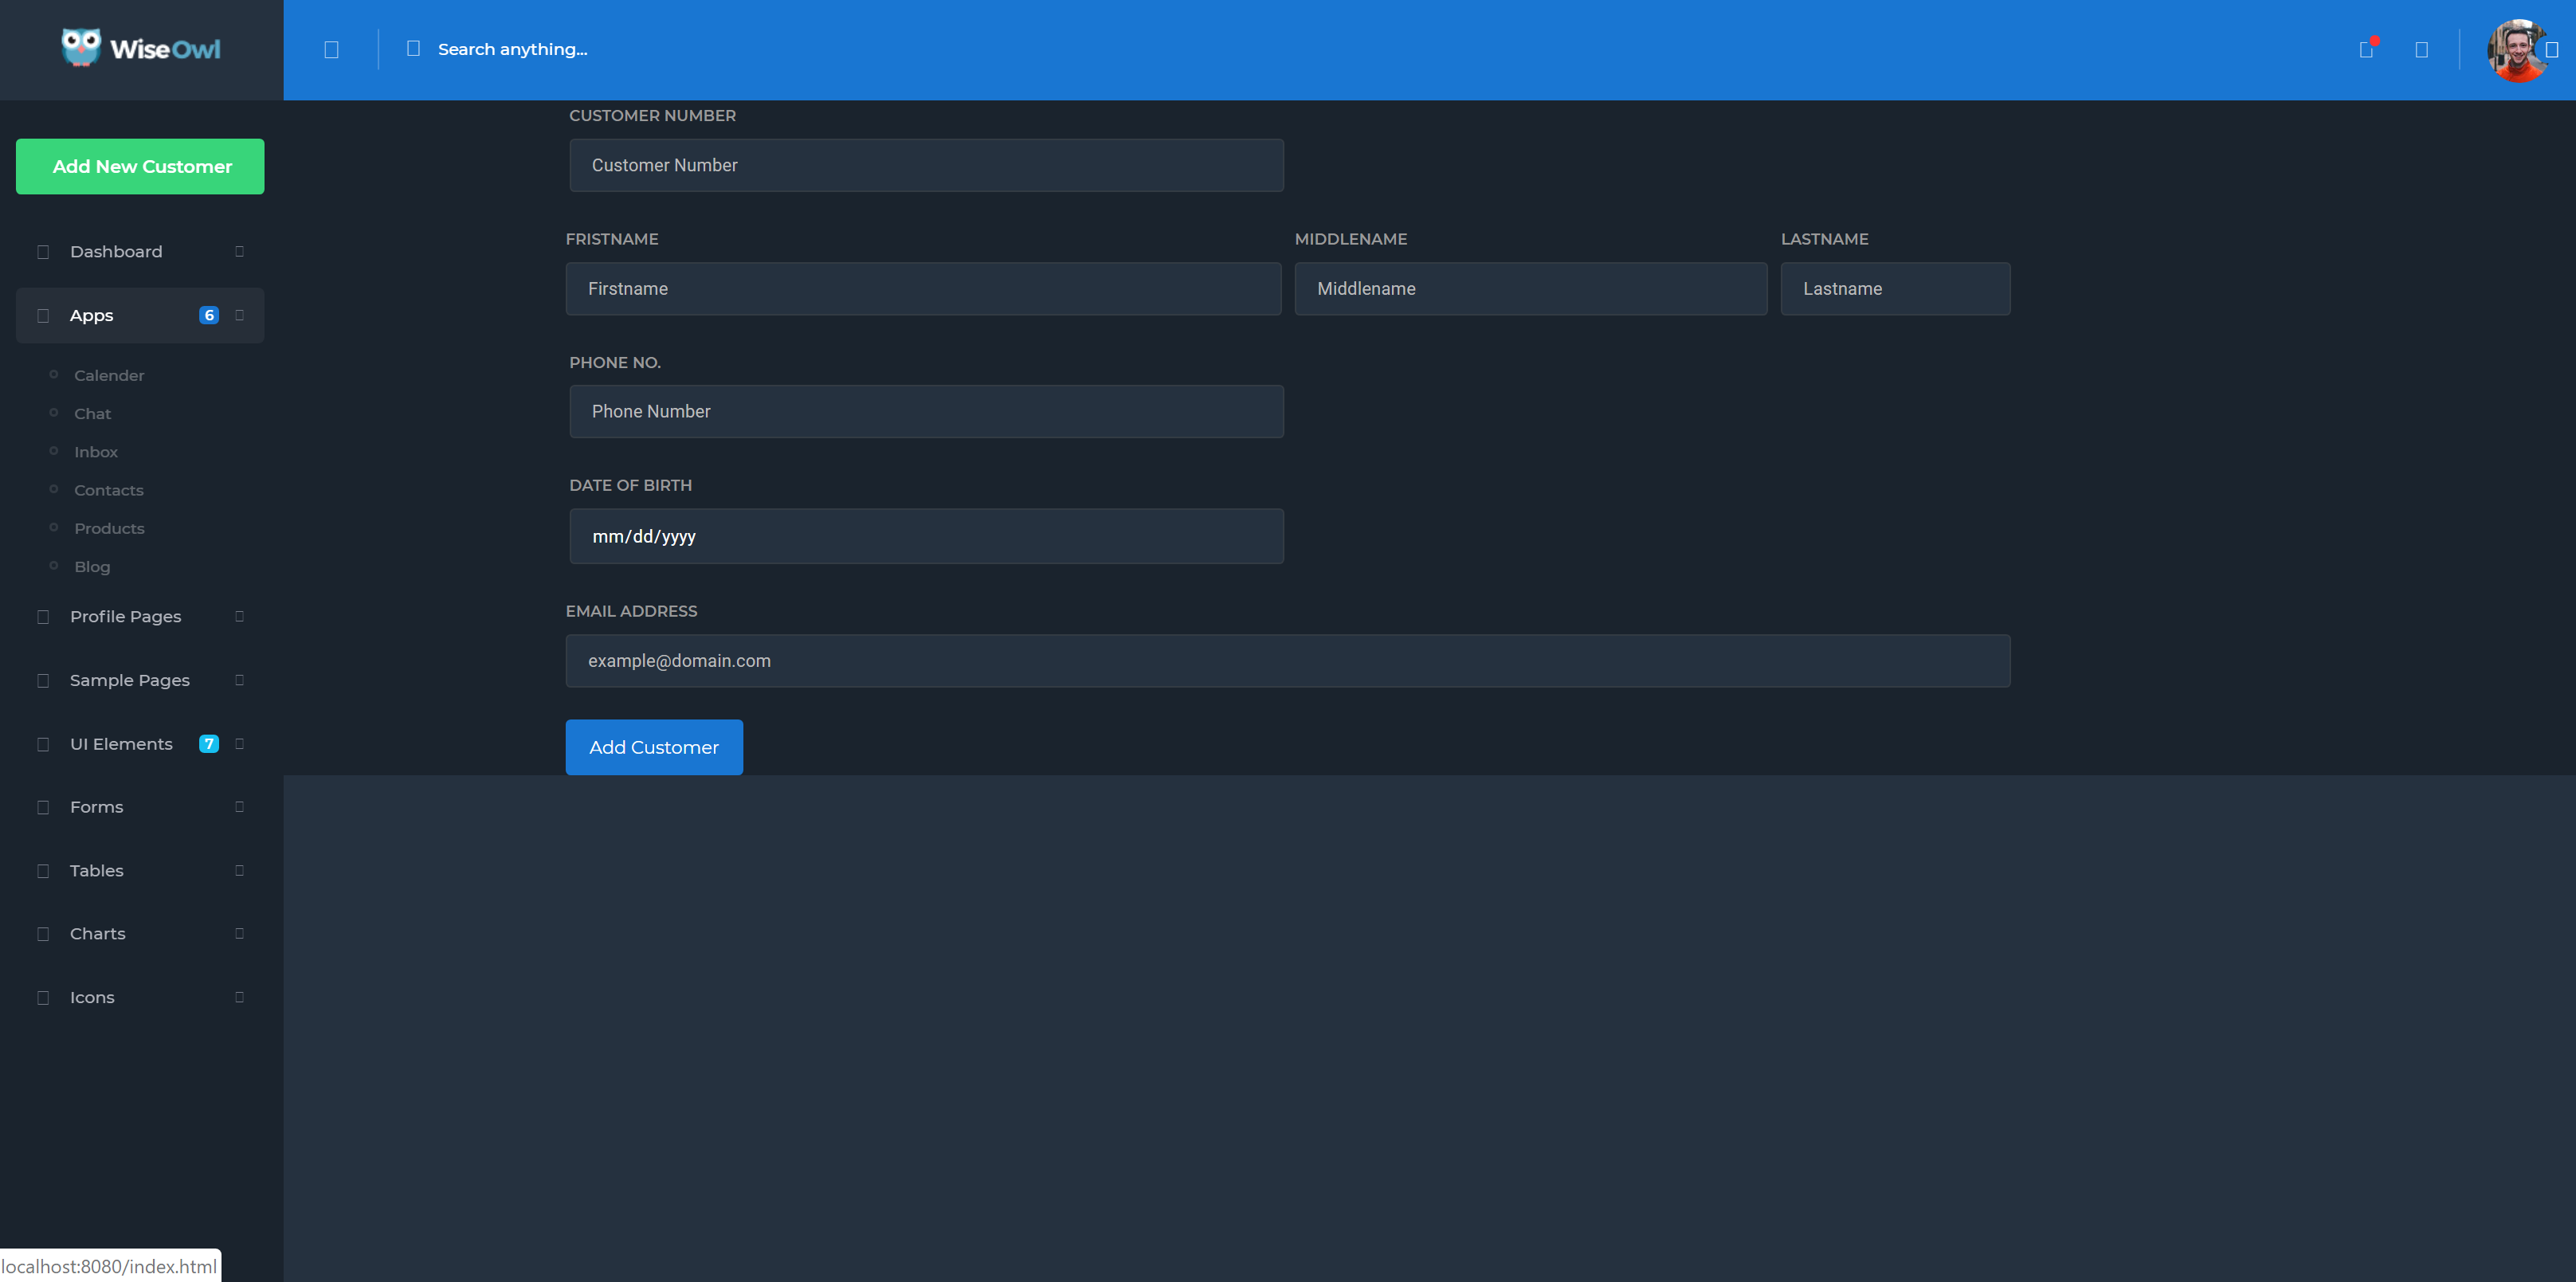 WiseOwl
Search anything...
Add New Customer
Dashboard
Apps 6
Calender
Chat
Inbox
Contacts
Products
Blog
Profile Pages
Sample Pages
UI Elements 7
Forms
Tables
Charts
Icons
CUSTOMER NUMBER
Customer Number
FRISTNAME MIDDLENAME LASTNAME
Firstname Middlename Lastname
PHONE NO.
Phone Number
DATE OF BIRTH
mm/dd/yyyy
EMAIL ADDRESS
example@domain.com
Add Customer
localhost:8080/index.html